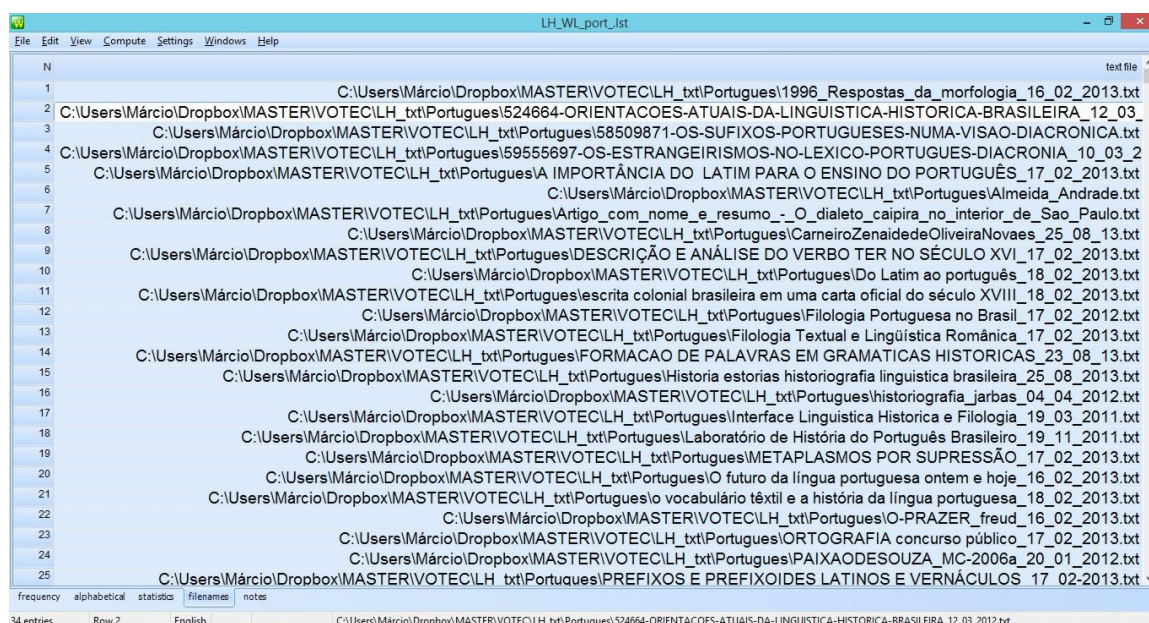 LH_WL_port_.lst
File Edit View Compute Settings Windows Help
N text file
1 C:\Users\Márcio\Dropbox\MASTER\VOTEC\LH_txt\Portugues\1996_Respostas_da_morfologia_16_02_2013.txt
2 C:\Users\Márcio\Dropbox\MASTER\VOTEC\LH_txt\Portugues\524664-ORIENTACOES-ATUAIS-DA-LINGUISTICA-HISTORICA-BRASILEIRA_12_03_
3 C:\Users\Márcio\Dropbox\MASTER\VOTEC\LH_txt\Portugues\58509871-OS-SUFIXOS-PORTUGUESES-NUMA-VISAO-DIACRONICA.txt
4 C:\Users\Márcio\Dropbox\MASTER\VOTEC\LH_txt\Portugues\59555697-OS-ESTRANGEIRISMOS-NO-LEXICO-PORTUGUES-DIACRONIA_10_03_2
5 C:\Users\Márcio\Dropbox\MASTER\VOTEC\LH_txt\Portugues\A IMPORTÂNCIA DO LATIM PARA O ENSINO DO PORTUGUÊS_17_02_2013.txt
6 C:\Users\Márcio\Dropbox\MASTER\VOTEC\LH_txt\Portugues\Almeida_Andrade.txt
7 C:\Users\Márcio\Dropbox\MASTER\VOTEC\LH_txt\Portugues\Artigo_com_nome_e_resumo_-_O_dialeto_caipira_no_interior_de_Sao_Paulo.txt
8 C:\Users\Márcio\Dropbox\MASTER\VOTEC\LH_txt\Portugues\CarneiroZenaidedeOliveiraNovaes_25_08_13.txt
9 C:\Users\Márcio\Dropbox\MASTER\VOTEC\LH_txt\Portugues\DESCRIÇÃO E ANÁLISE DO VERBO TER NO SÉCULO XVI_17_02_2013.txt
10 C:\Users\Márcio\Dropbox\MASTER\VOTEC\LH_txt\Portugues\Do Latim ao português_18_02_2013.txt
11 C:\Users\Márcio\Dropbox\MASTER\VOTEC\LH_txt\Portugues\escrita colonial brasileira em uma carta oficial do século XVIII_18_02_2013.txt
12 C:\Users\Márcio\Dropbox\MASTER\VOTEC\LH_txt\Portugues\Filologia Portuguesa no Brasil_17_02_2012.txt
13 C:\Users\Márcio\Dropbox\MASTER\VOTEC\LH_txt\Portugues\Filologia Textual e Lingüística Românica_17_02_2013.txt
14 C:\Users\Márcio\Dropbox\MASTER\VOTEC\LH_txt\Portugues\FORMACAO DE PALAVRAS EM GRAMATICAS HISTORICAS_23_08_13.txt
15 C:\Users\Márcio\Dropbox\MASTER\VOTEC\LH_txt\Portugues\Historia estorias historiografia linguistica brasileira_25_08_2013.txt
16 C:\Users\Márcio\Dropbox\MASTER\VOTEC\LH_txt\Portugues\historiografia_jarbas_04_04_2012.txt
17 C:\Users\Márcio\Dropbox\MASTER\VOTEC\LH_txt\Portugues\Interface Linguistica Historica e Filologia_19_03_2011.txt
18 C:\Users\Márcio\Dropbox\MASTER\VOTEC\LH_txt\Portugues\Laboratório de História do Português Brasileiro_19_11_2011.txt
19 C:\Users\Márcio\Dropbox\MASTER\VOTEC\LH_txt\Portugues\METAPLASMOS POR SUPRESSÃO_17_02_2013.txt
20 C:\Users\Márcio\Dropbox\MASTER\VOTEC\LH_txt\Portugues\O futuro da língua portuguesa ontem e hoje_16_02_2013.txt
21 C:\Users\Márcio\Dropbox\MASTER\VOTEC\LH_txt\Portugues\o vocabulário têxtil e a história da língua portuguesa_18_02_2013.txt
22 C:\Users\Márcio\Dropbox\MASTER\VOTEC\LH_txt\Portugues\O-PRAZER_freud_16_02_2013.txt
23 C:\Users\Márcio\Dropbox\MASTER\VOTEC\LH_txt\Portugues\ORTOGRAFIA concurso público_17_02_2013.txt
24 C:\Users\Márcio\Dropbox\MASTER\VOTEC\LH_txt\Portugues\PAIXAODESOUZA_MC-2006a_20_01_2012.txt
25 C:\Users\Márcio\Dropbox\MASTER\VOTEC\LH_txt\Portugues\PREFIXOS E PREFIXOIDES LATINOS E VERNÁCULOS_17_02-2013.txt
frequency alphabetical statistics filenames notes
34 entries Row 2 English C:\Users\Márcio\Dropbox\MASTER\VOTEC\LH_txt\Portugues\524664-ORIENTACOES-ATUAIS-DA-LINGUISTICA-HISTORICA-BRASILEIRA_12_03_2012.txt